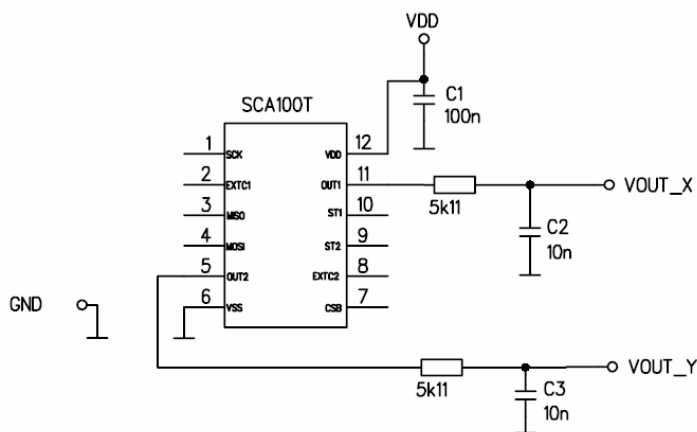 VDD
SCA100T
C1
100n
1 SCK
VDD 12
2 EXTC1
OUT1 11
3 MISO
ST1 10
4 MOSI
ST2 9
5 OUT2
EXTC2 8
6 VSS
CSB 7
5k11
VOUT_X
C2
10n
GND
5k11
VOUT_Y
C3
10n